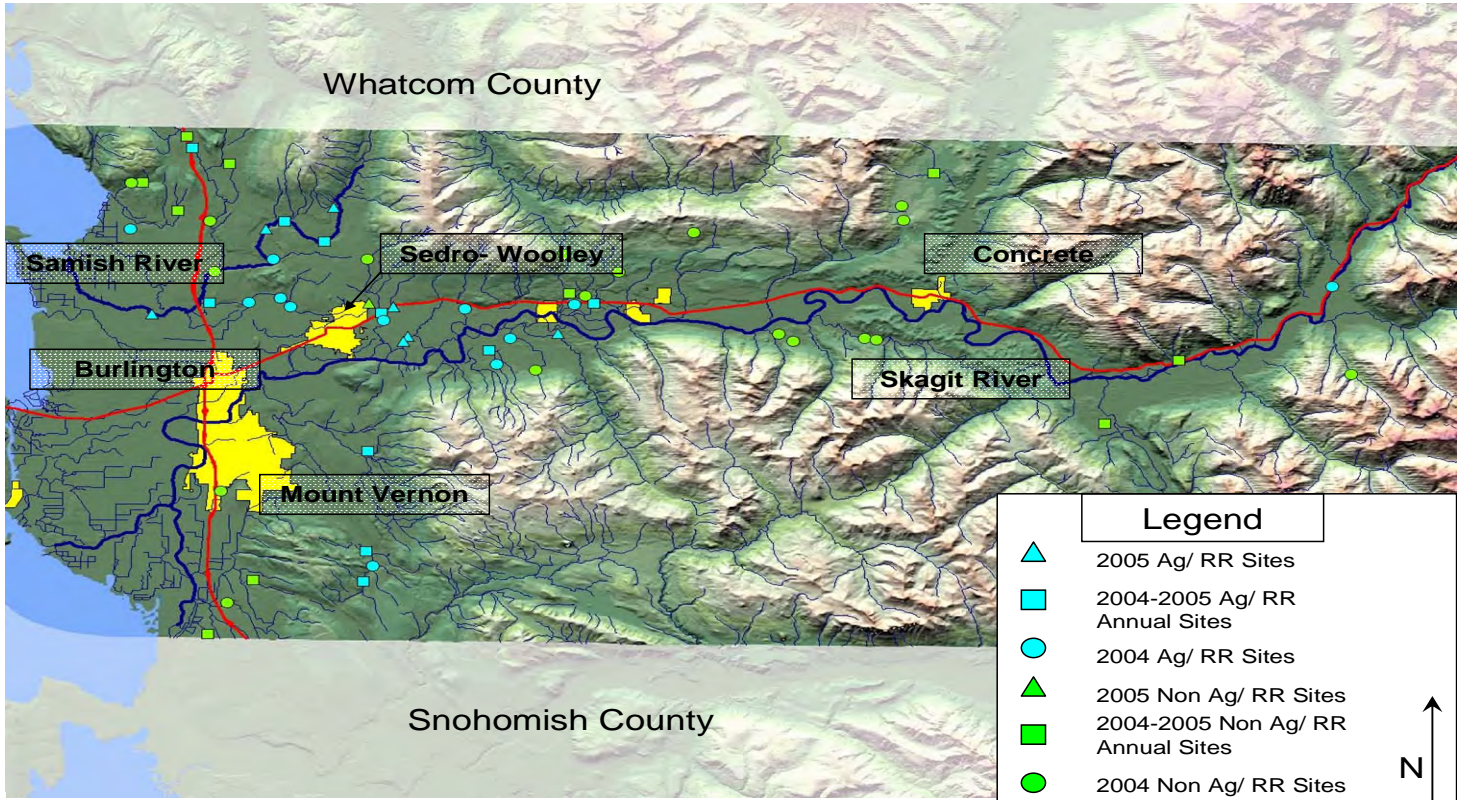 Whatcom County
Samish River
Sedro- Woolley
Concrete
Burlington
Skagit River
Mount Vernon
Snohomish County
Legend
2005 Ag/ RR Sites
2004-2005 Ag/ RR
Annual Sites
2004 Ag/ RR Sites
2005 Non Ag/ RR Sites
2004-2005 Non Ag/ RR
Annual Sites
2004 Non Ag/ RR Sites
N